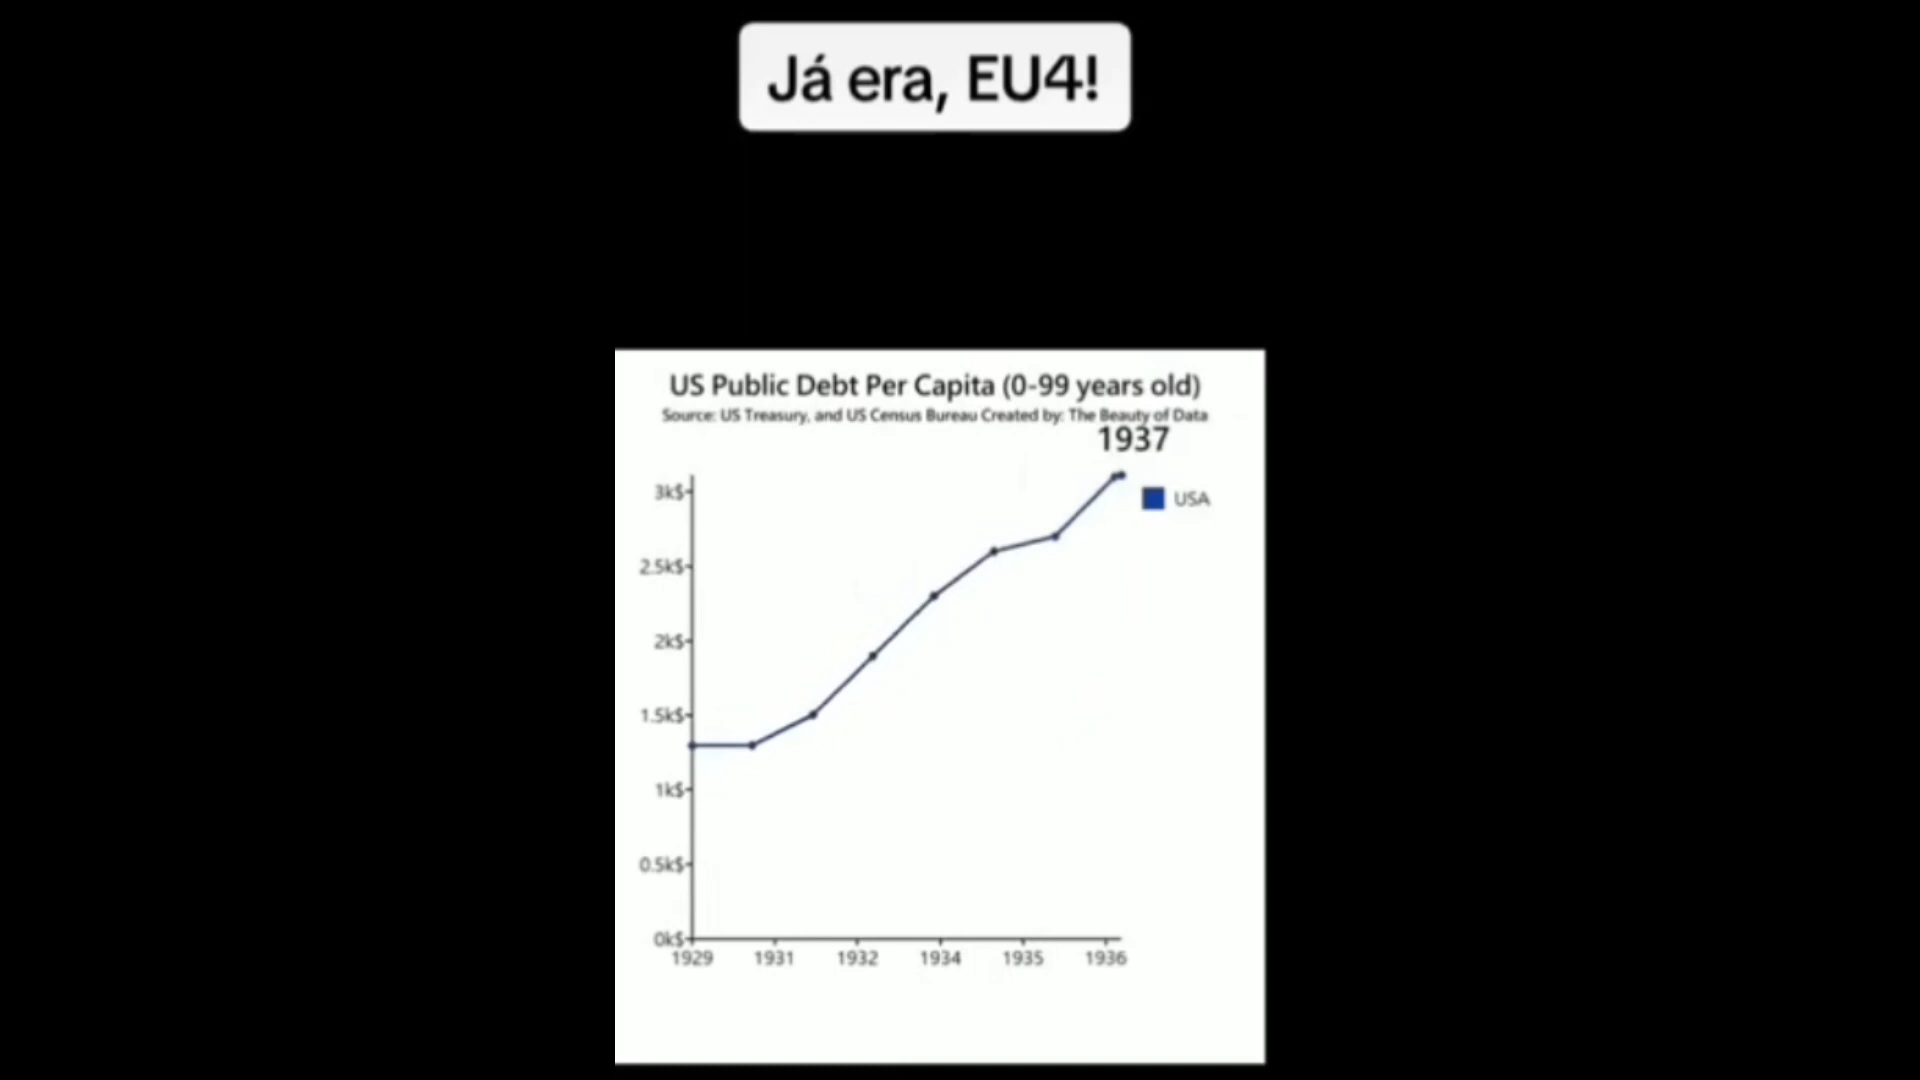 Já era, EU4!
US Public Debt Per Capita (0-99 years old)
Source: US Treasury, and US Census Bureau Created by: The Beauty of Data
1937
3k$
USA
2.5k$
2k$
1.5k$
1k$
0.5k$
0k$
1929 1931 1932 1934 1935 1936